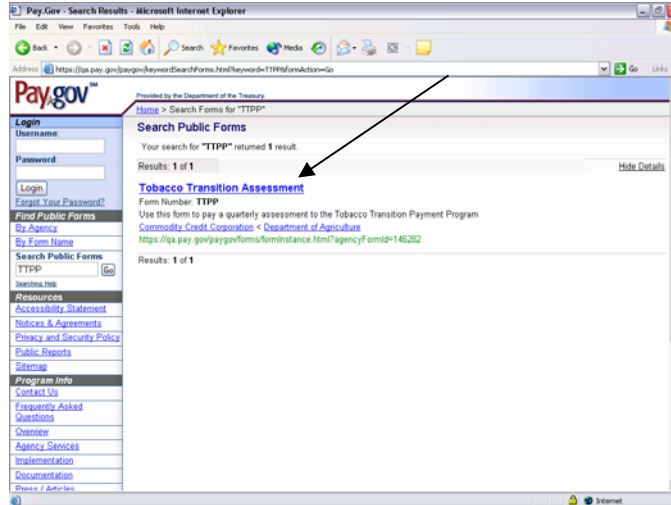 Pay.Gov - Search Results - Microsoft Internet Explorer
File Edit View Favorites Tools Help
Back Search Favorites Media
Address https://qa.pay.gov/paygov/keywordSearchForms.html?keyword=TTPP&formAction=Go Go Links
Pay.gov™
Provided by the Department of the Treasury.
Home > Search Forms for "TTPP"
Login
Username:
Password:
Login
Forgot Your Password?
Find Public Forms
By Agency
By Form Name
Search Public Forms
TTPP Go
Searching Help
Resources
Accessibility Statement
Notices & Agreements
Privacy and Security Policy
Public Reports
Sitemap
Program Info
Contact Us
Frequently Asked
Questions
Overview
Agency Services
Implementation
Documentation
Press / Articles
Search Public Forms
Your search for "TTPP" returned 1 result.
Results: 1 of 1 Hide Details
Tobacco Transition Assessment
Form Number: TTPP
Use this form to pay a quarterly assessment to the Tobacco Transition Payment Program
Commodity Credit Corporation < Department of Agriculture
https://qa.pay.gov/paygov/forms/formInstance.html?agencyFormId=146282
Results: 1 of 1
Internet